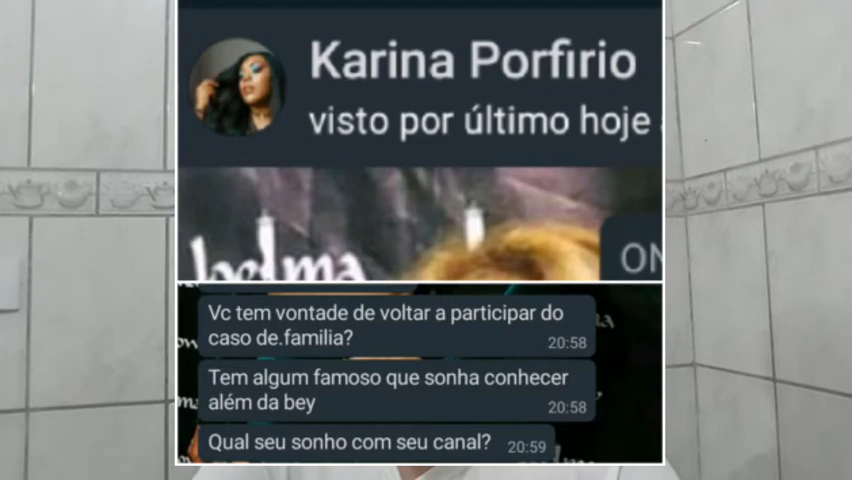 Karina Porfirio
visto por último hoje
ON
Vc tem vontade de voltar a participar do
caso de.familia?
20:58
Tem algum famoso que sonha conhecer
além da bey
20:58
Qual seu sonho com seu canal?
20:59